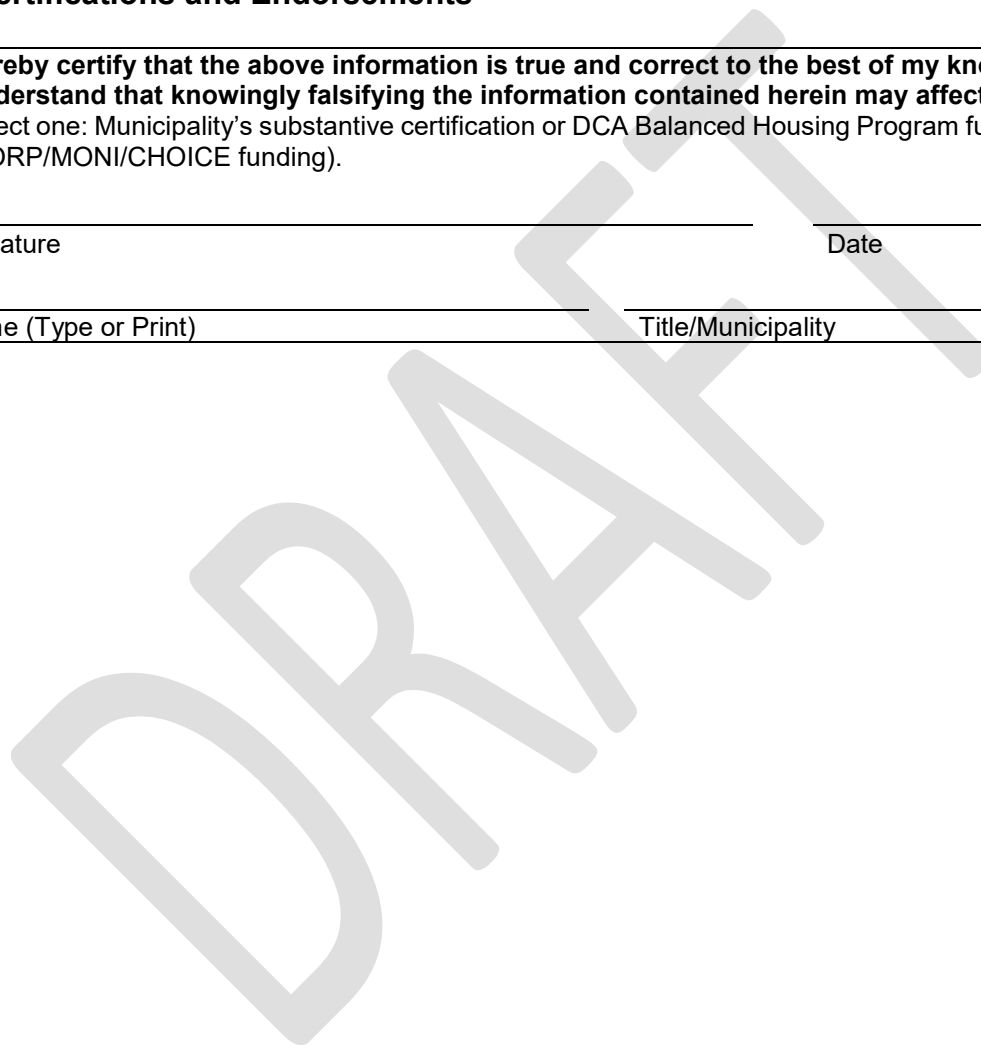 rtifications and Endorsements
reby certify that the above information is true and correct to the best of my kn
derstand that knowingly falsifying the information contained herein may affect
ect one: Municipality's substantive certification or DCA Balanced Housing Program fu
ORP/MONI/CHOICE funding).
ature
Date
e (Type or Print)
Title/Municipality
DRAFT